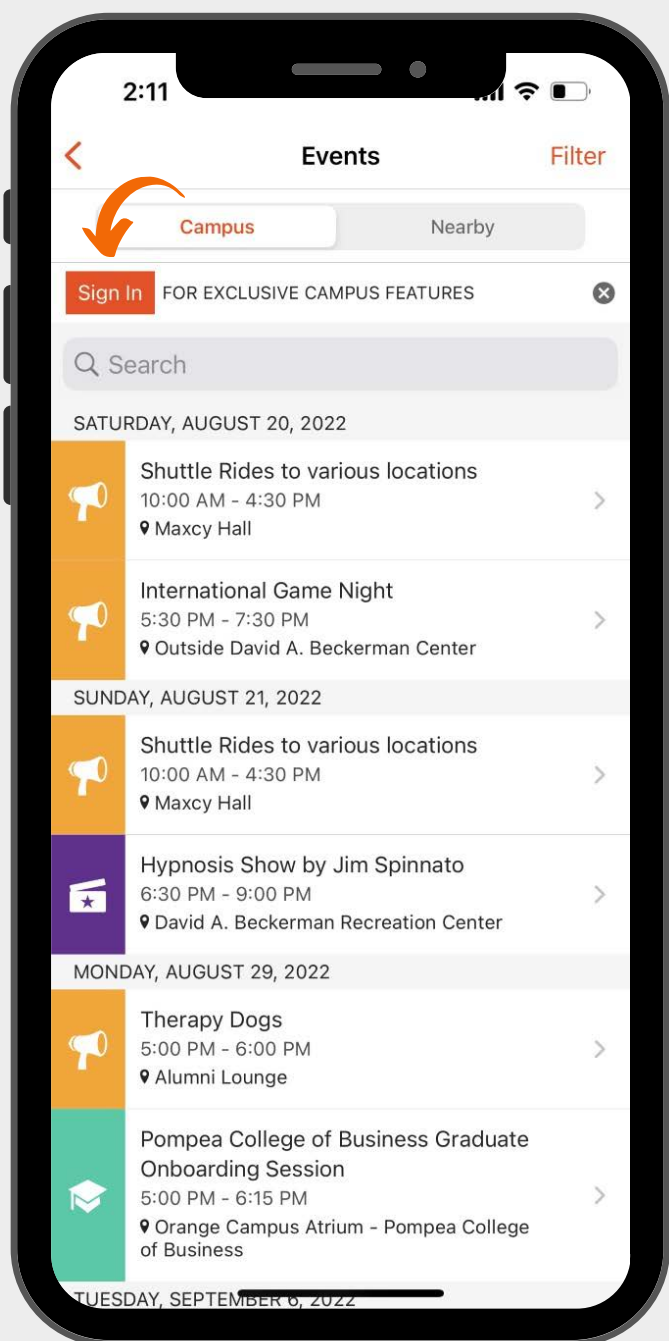 2:11
Events
Filter
Campus
Nearby
Sign In FOR EXCLUSIVE CAMPUS FEATURES
Search
SATURDAY, AUGUST 20, 2022
Shuttle Rides to various locations
10:00 AM - 4:30 PM
Maxcy Hall
International Game Night
5:30 PM - 7:30 PM
Outside David A. Beckerman Center
SUNDAY, AUGUST 21, 2022
Shuttle Rides to various locations
10:00 AM - 4:30 PM
Maxcy Hall
Hypnosis Show by Jim Spinnato
6:30 PM - 9:00 PM
David A. Beckerman Recreation Center
MONDAY, AUGUST 29, 2022
Therapy Dogs
5:00 PM - 6:00 PM
Alumni Lounge
Pompea College of Business Graduate
Onboarding Session
5:00 PM - 6:15 PM
Orange Campus Atrium - Pompea College
of Business
TUESDAY, SEPTEMBER 6, 2022